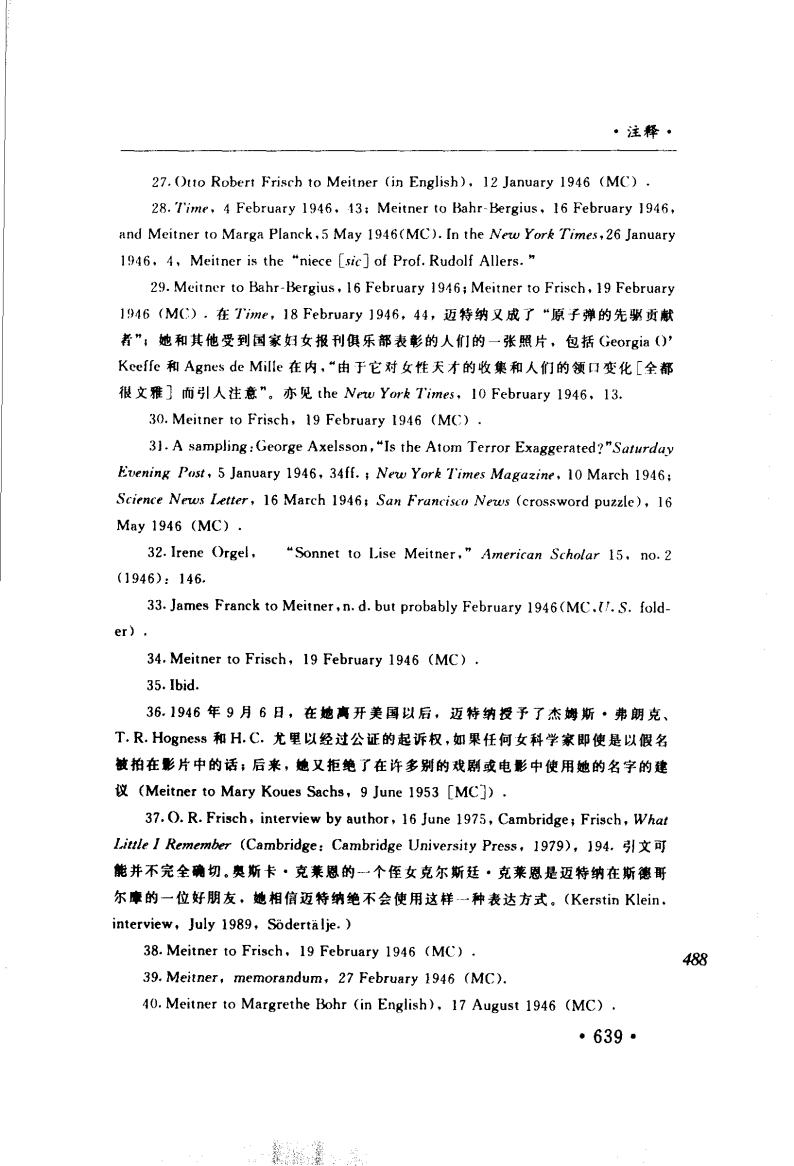 ·注释·
27. Otto Robert Frisch to Meitner (in English), 12 January 1946 (MC) .
28. Time, 4 February 1946, 43; Meitner to Bahr-Bergius, 16 February 1946,
and Meitner to Marga Planck, 5 May 1946(MC). In the New York Times, 26 January
1946, 4, Meitner is the “niece [sic] of Prof. Rudolf Allers.”
29. Meitner to Bahr-Bergius, 16 February 1946; Meitner to Frisch, 19 February
1946 (MC) . 在 Time, 18 February 1946, 44, 迈特纳又成了“原子弹的先驱贡献
者”; 她和其他受到国家妇女报刊俱乐部表彰的人们的一张照片, 包括 Georgia O'
Keeffe 和 Agnes de Mille 在内, “由于它对女性天才的收集和人们的领口变化[全都
很文雅] 而引人注意”。亦见 the New York Times, 10 February 1946, 13.
30. Meitner to Frisch, 19 February 1946 (MC) .
31. A sampling: George Axelsson, “Is the Atom Terror Exaggerated?” Saturday
Evening Post, 5 January 1946, 34ff. ; New York Times Magazine, 10 March 1946;
Science News Letter, 16 March 1946; San Francisco News (crossword puzzle), 16
May 1946 (MC) .
32. Irene Orgel, “Sonnet to Lise Meitner,” American Scholar 15, no. 2
(1946): 146.
33. James Franck to Meitner, n. d. but probably February 1946(MC, U. S. fold-
er) .
34. Meitner to Frisch, 19 February 1946 (MC) .
35. Ibid.
36. 1946 年 9 月 6 日, 在她离开美国以后, 迈特纳授予了杰姆斯·弗朗克、
T. R. Hogness 和 H. C. 尤里以经过公证的起诉权, 如果任何女科学家即使是以假名
被拍在影片中的话; 后来, 她又拒绝了在许多别的戏剧或电影中使用她的名字的建
议 (Meitner to Mary Koues Sachs, 9 June 1953 [MC]) .
37. O. R. Frisch, interview by author, 16 June 1975, Cambridge; Frisch, What
Little I Remember (Cambridge: Cambridge University Press, 1979), 194. 引文可
能并不完全确切。奥斯卡·克莱恩的一个侄女克尔斯廷·克莱恩是迈特纳在斯德哥
尔摩的一位好朋友, 她相信迈特纳绝不会使用这样一种表达方式。(Kerstin Klein,
interview, July 1989, Södertälje. )
38. Meitner to Frisch, 19 February 1946 (MC) .
39. Meitner, memorandum, 27 February 1946 (MC).
40. Meitner to Margrethe Bohr (in English), 17 August 1946 (MC) .
488
·639·